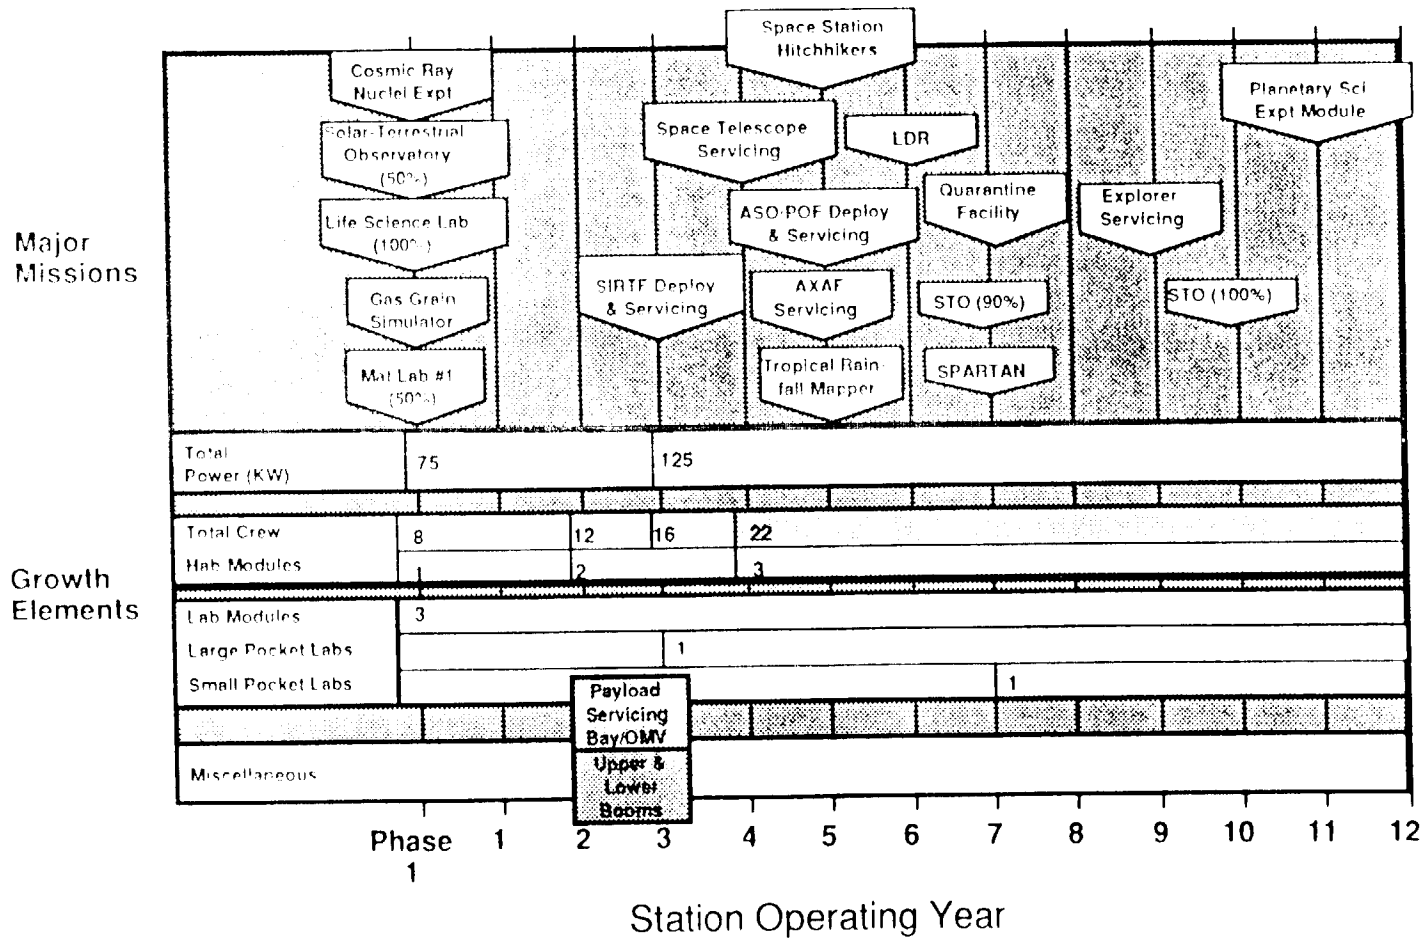 Space Station
Hitchhikers
Cosmic Ray
Nuclei Expt
Planetary Sci
Expt Module
Solar-Terrestrial
Observatory
(50%)
Space Telescope
Servicing
LDR
Life Science Lab
(100%)
ASO-POF Deploy
& Servicing
Quarantine
Facility
Explorer
Servicing
Major
Missions
Gas Grain
Simulator
SIRTF Deploy
& Servicing
AXAF
Servicing
STO (90%)
STO (100%)
Mat Lab #1
(50%)
Tropical Rain-
fall Mapper
SPARTAN
Total
Power (KW)
75
125
Growth
Elements
Total Crew
8
12
16
22
Hab Modules
1
2
3
Lab Modules
3
Large Pocket Labs
1
Small Pocket Labs
1
Payload
Servicing
Bay/OMV
Upper &
Lower
Booms
Miscellaneous
Phase
1
1
2
3
4
5
6
7
8
9
10
11
12
Station Operating Year